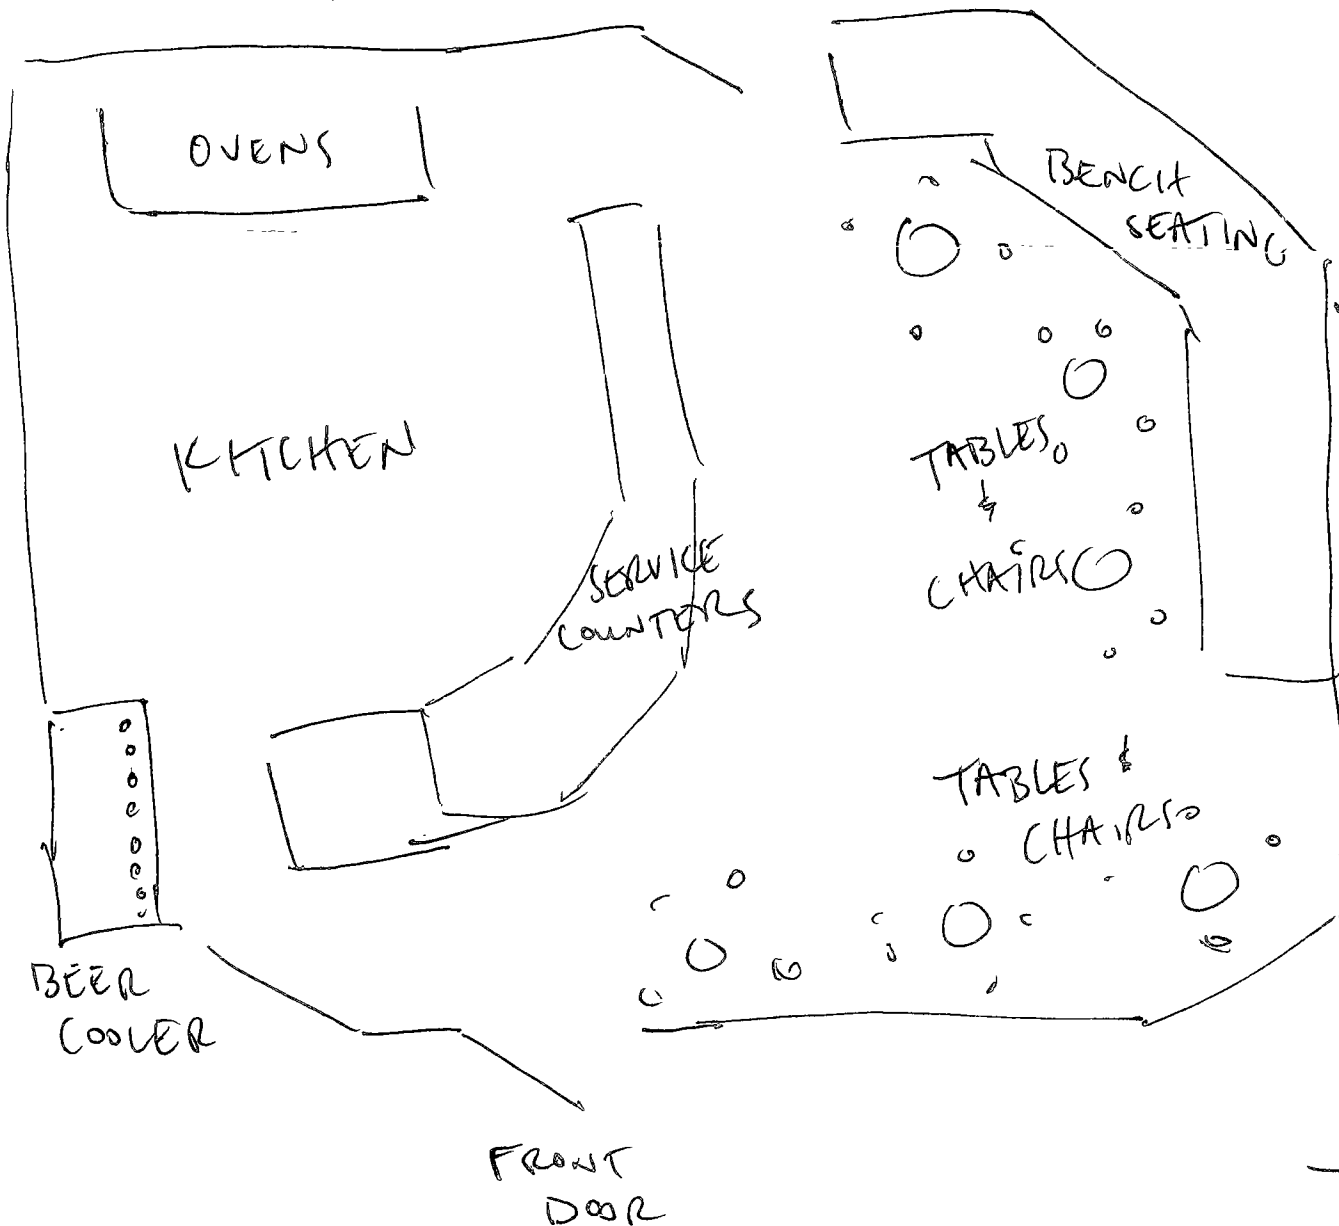 OVENS
BENCH
SEATING
KITCHEN
TABLES
&
CHAIRS
SERVICE
COUNTERS
TABLES &
CHAIRS
BEER
COOLER
FRONT
DOOR